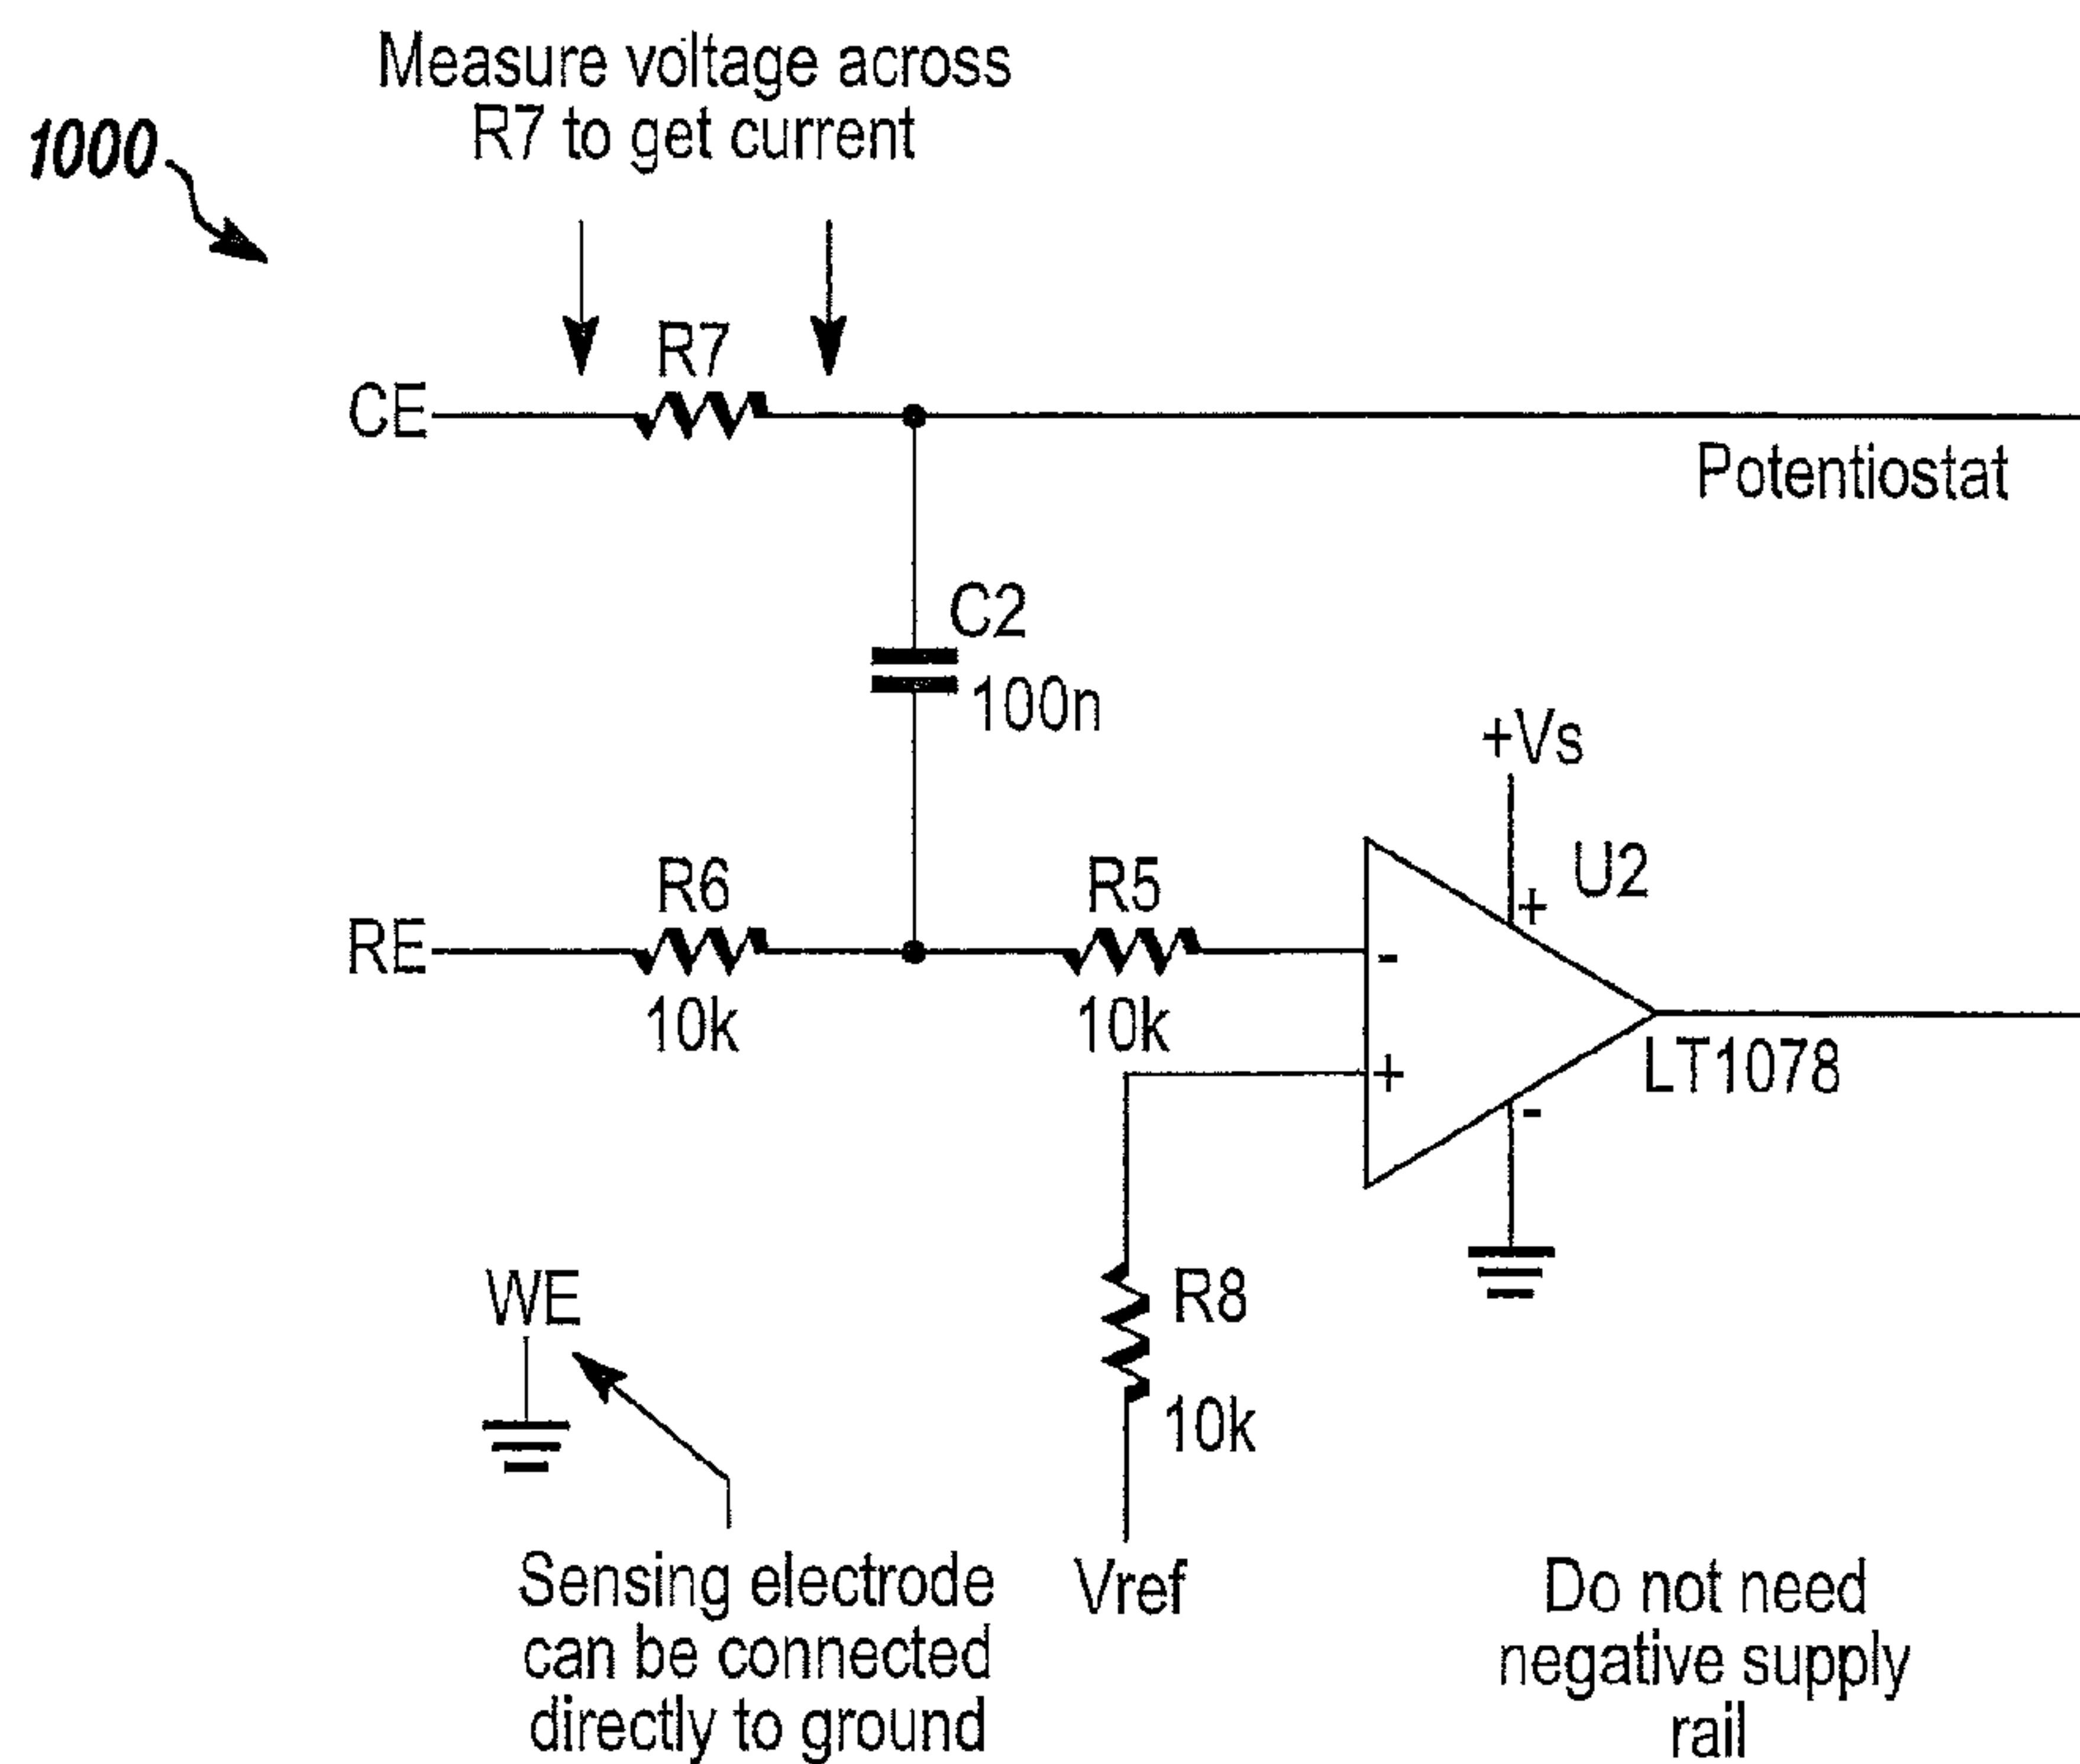 Measure voltage across
R7 to get current
1000
R7
CE
Potentiostat
C2
100n
+Vs
U2
+
R6
R5
RE
-
10k
10k
+
LT1078
-
WE
R8
10k
Vref
Sensing electrode
can be connected
directly to ground
Do not need
negative supply
rail